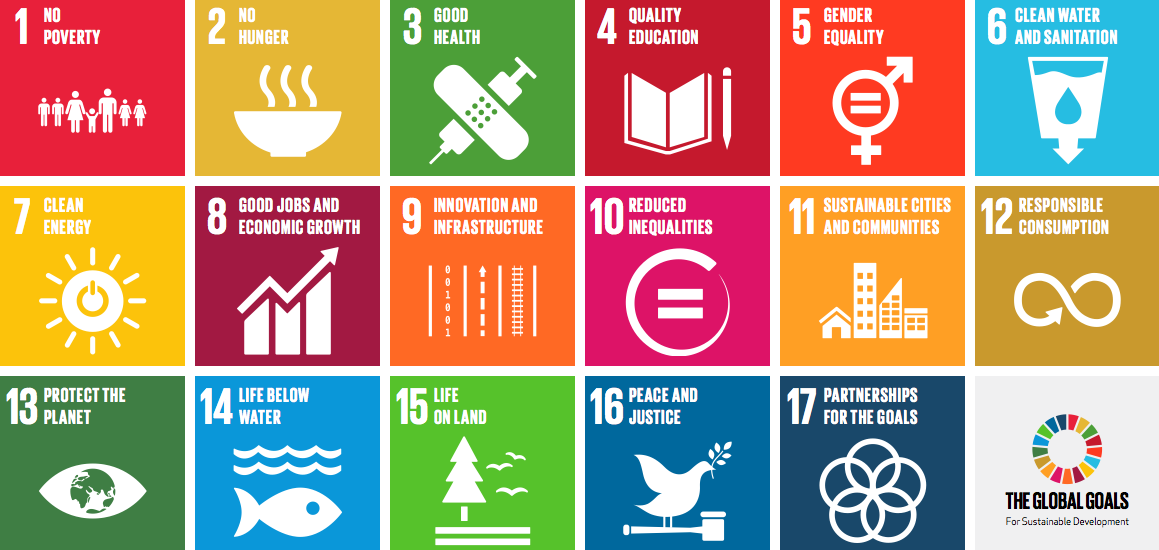 1 NO
POVERTY
2 NO
HUNGER
3 GOOD
HEALTH
4 QUALITY
EDUCATION
5 GENDER
EQUALITY
6 CLEAN WATER
AND SANITATION
7 CLEAN
ENERGY
8 GOOD JOBS AND
ECONOMIC GROWTH
9 INNOVATION AND
INFRASTRUCTURE
0
0
1
0
0
1
10 REDUCED
INEQUALITIES
11 SUSTAINABLE CITIES
AND COMMUNITIES
12 RESPONSIBLE
CONSUMPTION
13 PROTECT THE
PLANET
14 LIFE BELOW
WATER
15 LIFE
ON LAND
16 PEACE AND
JUSTICE
17 PARTNERSHIPS
FOR THE GOALS
THE GLOBAL GOALS
For Sustainable Development